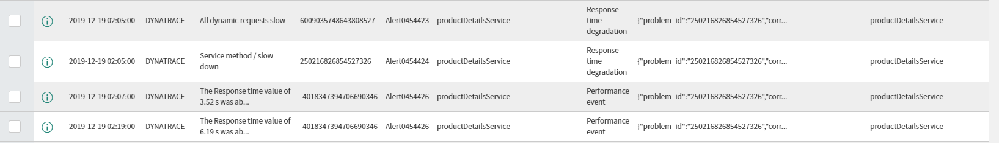 2019-12-19 02:05:00 DYNATRACE All dynamic requests slow 6009035748643808527 Alert0454423 productDetailsService Response time degradation {"problem_id":"250216826854527326","corr... productDetailsService
2019-12-19 02:05:00 DYNATRACE Service method / slow down 250216826854527326 Alert0454424 productDetailsService Response time degradation {"problem_id":"250216826854527326","corr... productDetailsService
2019-12-19 02:07:00 DYNATRACE The Response time value of 3.52 s was ab... -4018347394706690346 Alert0454426 productDetailsService Performance event {"problem_id":"250216826854527326","corr... productDetailsService
2019-12-19 02:19:00 DYNATRACE The Response time value of 6.19 s was ab... -4018347394706690346 Alert0454426 productDetailsService Performance event {"problem_id":"250216826854527326","corr... productDetailsService